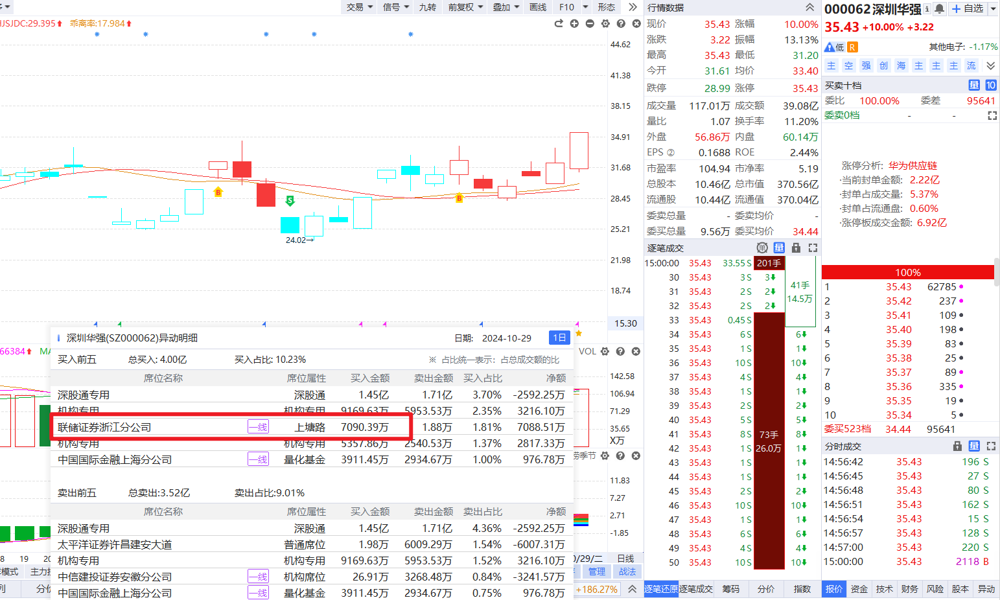 交易 信号 九转 前复权 叠加 画线 F10 形态
JSJDC:29.395 乖离率:17.984
44.62
41.38
38.15
34.91
31.68
28.45
25.21
21.98
18.74
15.30
B
S
B
24.02→
66384 MA
VOL
142.58
106.94
71.29
35.65
X万
11.83
7.27
2.71
-1.85
深圳华强(SZ000062)异动明细 日期: 2024-10-29 1日
买入前五 总买入: 4.00亿 买入占比: 10.23% ※ 占比统一表示：占总成交额的比
席位名称 席位属性 买入金额 卖出金额 买入占比 净额
深股通专用 深股通 1.45亿 1.71亿 3.70% -2592.25万
机构专用 机构专用 9169.63万 5953.53万 2.35% 3216.10万
联储证券浙江分公司 一线 上塘路 7090.39万 1.88万 1.81% 7088.51万
机构专用 机构专用 5357.86万 2540.53万 1.37% 2817.33万
中国国际金融上海分公司 一线 量化基金 3911.45万 2934.67万 1.00% 976.78万
卖出前五 总卖出:3.52亿 卖出占比:9.01%
席位名称 席位属性 买入金额 卖出金额 卖出占比 净额
深股通专用 深股通 1.45亿 1.71亿 4.36% -2592.25万
太平洋证券许昌建安大道 普通席位 1.98万 6009.29万 1.54% -6007.31万
机构专用 机构专用 9169.63万 5953.53万 1.52% 3216.10万
中信建投证券安徽分公司 一线 机构席位 26.91万 3268.48万 0.84% -3241.57万
中国国际金融上海分公司 一线 量化基金 3911.45万 2934.67万 0.75% 976.78万
8 19 20
模式 主力
列 分价
季节
0/29/二 日线
管理 战法
+186.27%
行情数据
现价 35.43 涨幅 10.00%
涨跌 3.22 振幅 13.13%
最高 35.43 最低 31.20
今开 31.61 均价 33.40
跌停 28.99 涨停 35.43
成交量 117.01万 成交额 39.08亿
量比 1.07 换手率 11.20%
外盘 56.86万 内盘 60.14万
EPS ② 0.1688 ROE 2.44%
市盈率 104.94 市净率 5.19
总股本 10.46亿 总市值 370.56亿
流通股 10.44亿 流通值 370.04亿
委卖总量 - 委卖均价 -
委买总量 9.56万 委买均价 34.44
逐笔成交 单 量
15:00:00 35.43 33.55 S 201手
30 35.43 3 S 3
31 35.43 2 S 2
32 35.43 2 S 2
33 35.43 0.45 S
34 35.43 6 S 6
35 35.43 1 S 1
36 35.43 10 S 10
37 35.43 4 S 4
38 35.43 1 S 1
39 35.43 2 S 2
40 35.43 5 S 5
41 35.43 8 S 8
42 35.43 1 S 1
43 35.43 1 S 1
44 35.43 1 S 1
45 35.43 2 S 2
46 35.43 10 S 10
47 35.43 1 S 1
48 35.43 6 S 6
49 35.43 4 S 4
50 35.43 10 S 10
41手
14.5万
73手
26.0万
逐笔还原 逐笔成交 筹码 分价 指数
000062 深圳华强 自选
35.43 +10.00% +3.22
低 R 其他电子: -1.17%
主 空 强 创 海 主 主 主 流
买卖十档 量 10
委比 100.00% 委差 95641
委卖0档 - -
涨停分析: 华为供应链
·当前封单金额: 2.22亿
·封单占成交量: 5.37%
·封单占流通盘: 0.60%
·涨停板成交金额: 6.92亿
100%
1 35.43 62785
2 35.42 237
3 35.41 109
4 35.40 198
5 35.39 83
6 35.38 25
7 35.37 89
8 35.36 335
9 35.35 19
10 35.34 5
委买523档 34.44 95641
分时成交 量
14:56:42 35.43 196 S
14:56:45 35.43 27 S
14:56:48 35.43 80 S
14:56:51 35.43 162 S
14:56:54 35.43 15 S
14:56:57 35.43 128 S
14:57:00 35.43 220 S
15:00:00 35.43 2118 B
报价 资金 技术 财务 风险 股本 异动